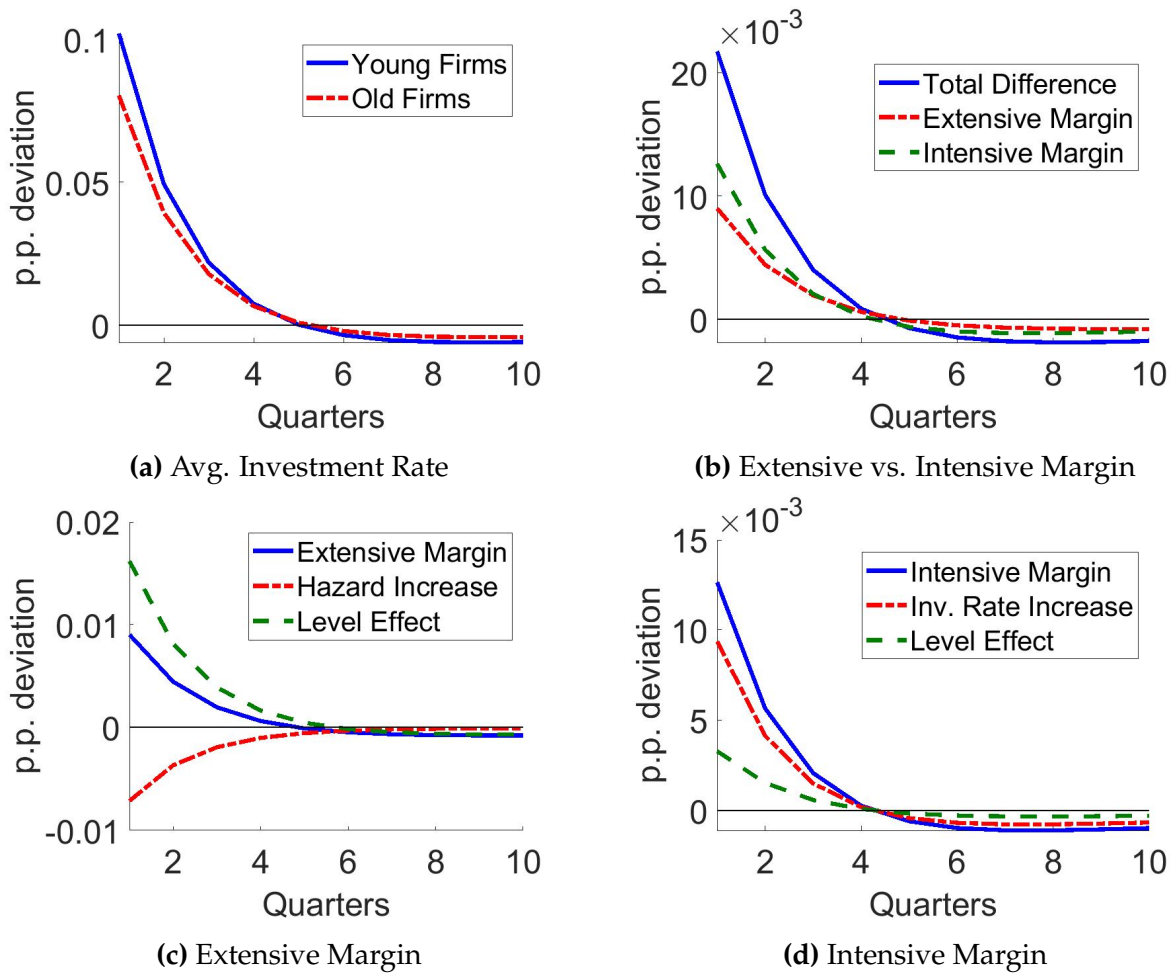 0.1
0.05
0
p.p. deviation
Young Firms
Old Firms
2 4 6 8 10
Quarters
(a) Avg. Investment Rate
×10⁻³
20
10
0
p.p. deviation
Total Difference
Extensive Margin
Intensive Margin
2 4 6 8 10
Quarters
(b) Extensive vs. Intensive Margin
0.02
0.01
0
-0.01
p.p. deviation
Extensive Margin
Hazard Increase
Level Effect
2 4 6 8 10
Quarters
(c) Extensive Margin
×10⁻³
15
10
5
0
p.p. deviation
Intensive Margin
Inv. Rate Increase
Level Effect
2 4 6 8 10
Quarters
(d) Intensive Margin